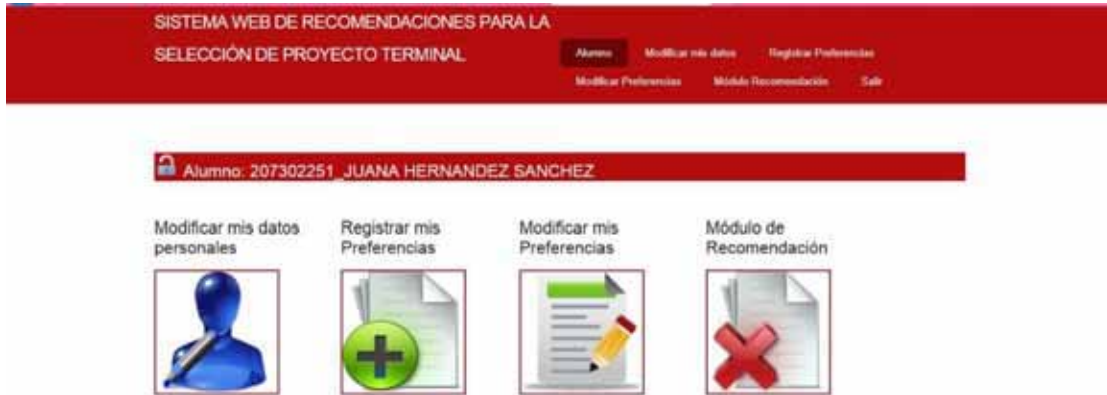 SISTEMA WEB DE RECOMENDACIONES PARA LA
SELECCIÓN DE PROYECTO TERMINAL
Alumno Modificar mis datos Registrar Preferencias
Modificar Preferencias Módulo Recomendación Salir
Alumno: 207302251_JUANA HERNANDEZ SANCHEZ
Modificar mis datos
personales
Registrar mis
Preferencias
Modificar mis
Preferencias
Módulo de
Recomendación